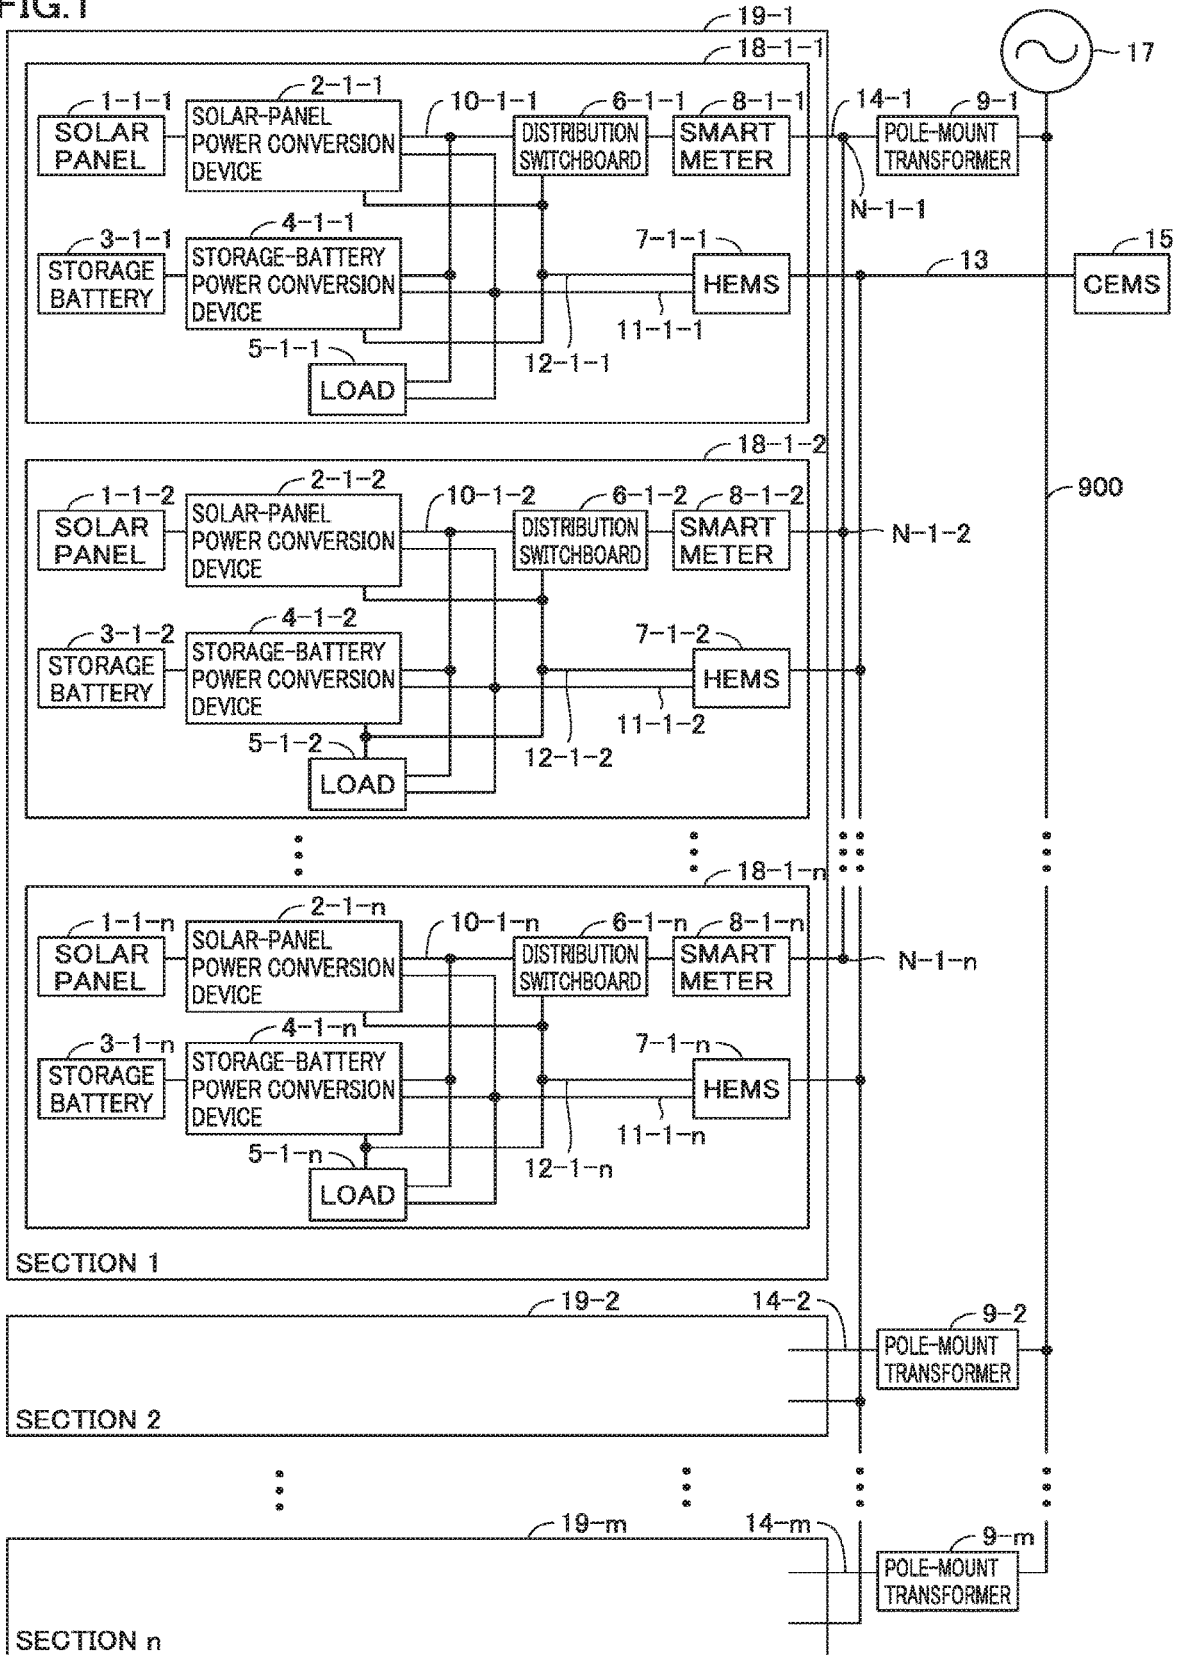 FIG.1
19-1
17
18-1-1
2-1-1
1-1-1
10-1-1
6-1-1
8-1-1
14-1
9-1
SOLAR
PANEL
SOLAR-PANEL
POWER CONVERSION
DEVICE
DISTRIBUTION
SWITCHBOARD
SMART
METER
POLE-MOUNT
TRANSFORMER
N-1-1
4-1-1
3-1-1
7-1-1
13
15
STORAGE
BATTERY
STORAGE-BATTERY
POWER CONVERSION
DEVICE
HEMS
CEMS
11-1-1
5-1-1
12-1-1
LOAD
18-1-2
2-1-2
1-1-2
10-1-2
6-1-2
8-1-2
900
SOLAR
PANEL
SOLAR-PANEL
POWER CONVERSION
DEVICE
DISTRIBUTION
SWITCHBOARD
SMART
METER
N-1-2
4-1-2
3-1-2
7-1-2
STORAGE
BATTERY
STORAGE-BATTERY
POWER CONVERSION
DEVICE
HEMS
11-1-2
5-1-2
12-1-2
LOAD
18-1-n
2-1-n
1-1-n
10-1-n
6-1-n
8-1-n
SOLAR
PANEL
SOLAR-PANEL
POWER CONVERSION
DEVICE
DISTRIBUTION
SWITCHBOARD
SMART
METER
N-1-n
4-1-n
3-1-n
7-1-n
STORAGE
BATTERY
STORAGE-BATTERY
POWER CONVERSION
DEVICE
HEMS
11-1-n
5-1-n
12-1-n
LOAD
SECTION 1
19-2
14-2
9-2
POLE-MOUNT
TRANSFORMER
SECTION 2
19-m
14-m
9-m
POLE-MOUNT
TRANSFORMER
SECTION n